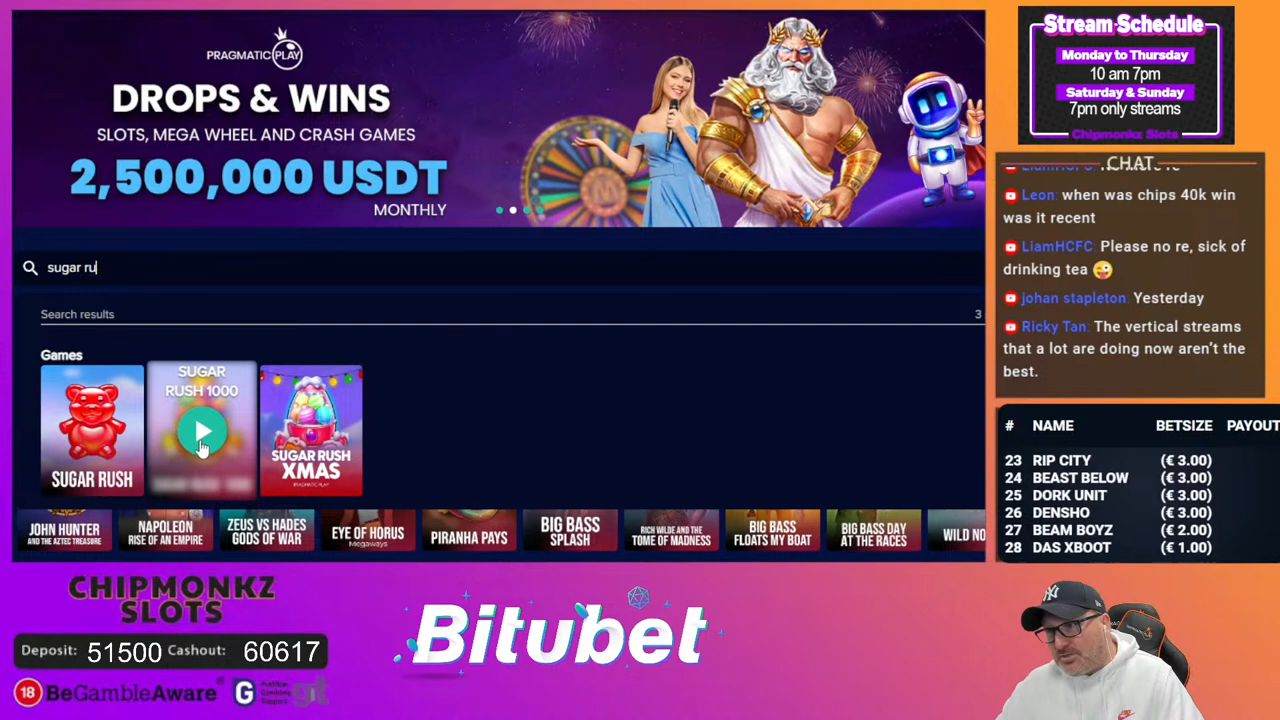 PRAGMATIC PLAY
DROPS & WINS
SLOTS, MEGA WHEEL AND CRASH GAMES
2,500,000 USDT
MONTHLY
sugar ru
Search results
3
Games
SUGAR RUSH
SUGAR
RUSH 1000
SUGAR RUSH
XMAS
PRAGMATIC PLAY
JOHN HUNTER
AND THE AZTEC TREASURE
NAPOLEON
RISE OF AN EMPIRE
ZEUS VS HADES
GODS OF WAR
EYE OF HORUS
Megaways
PIRANHA PAYS
BIG BASS
SPLASH
RICH WILDE AND THE
TOME OF MADNESS
BIG BASS
FLOATS MY BOAT
BIG BASS DAY
AT THE RACES
WILD NO
CHIPMONKZ
SLOTS
Deposit: 51500 Cashout: 60617
18 BeGambleAware
Bitubet
Stream Schedule
Monday to Thursday
10 am 7pm
Saturday & Sunday
7pm only streams
Chipmonkz Slots
CHAT
Leon: when was chips 40k win
was it recent
LiamHCFC: Please no re, sick of
drinking tea
johan stapleton: Yesterday
Ricky Tan: The vertical streams
that a lot are doing now aren't the
best.
# NAME BETSIZE PAYOUT
23 RIP CITY (€ 3.00)
24 BEAST BELOW (€ 3.00)
25 DORK UNIT (€ 3.00)
26 DENSHO (€ 3.00)
27 BEAM BOYZ (€ 2.00)
28 DAS XBOOT (€ 1.00)